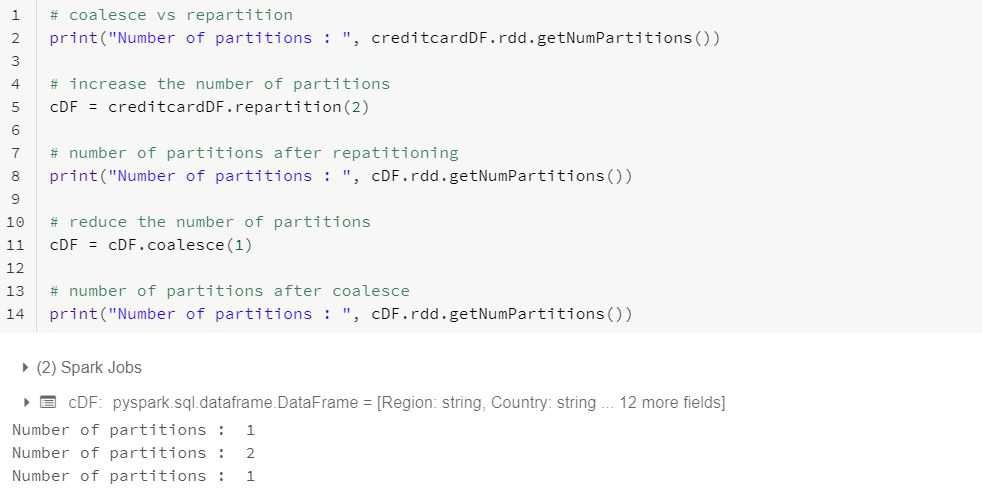 1 # coalesce vs repartition
2 print("Number of partitions : ", creditcardDF.rdd.getNumPartitions())
3
4 # increase the number of partitions
5 cDF = creditcardDF.repartition(2)
6
7 # number of partitions after repatitioning
8 print("Number of partitions : ", cDF.rdd.getNumPartitions())
9
10 # reduce the number of partitions
11 cDF = cDF.coalesce(1)
12
13 # number of partitions after coalesce
14 print("Number of partitions : ", cDF.rdd.getNumPartitions())
(2) Spark Jobs
cDF: pyspark.sql.dataframe.DataFrame = [Region: string, Country: string ... 12 more fields]
Number of partitions :  1
Number of partitions :  2
Number of partitions :  1